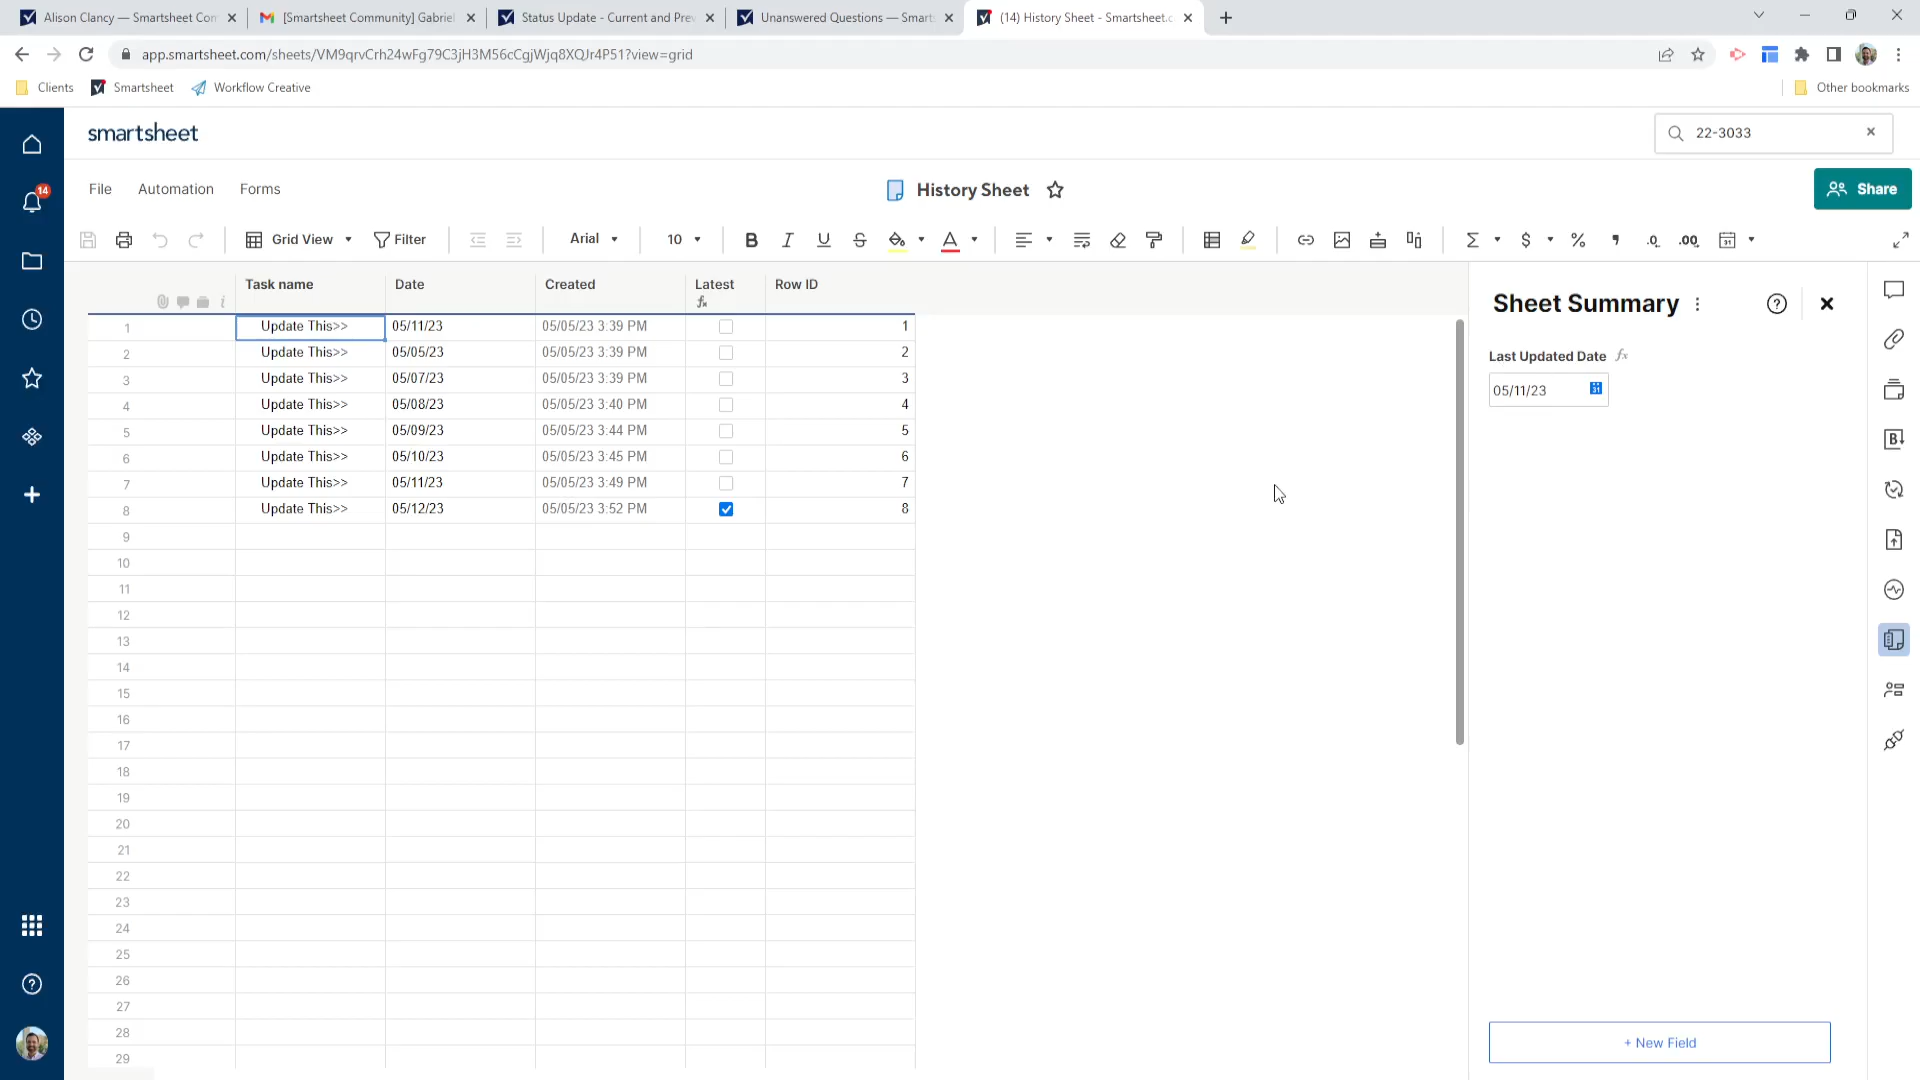 Alison Clancy — Smartsheet Con
[Smartsheet Community] Gabriel
Status Update - Current and Prev
Unanswered Questions — Smarts
(14) History Sheet - Smartsheet.c
app.smartsheet.com/sheets/VM9qrvCrh24wFg79C3jH3M56cCgjWjq8XQJr4P51?view=grid
Clients
Smartsheet
Workflow Creative
Other bookmarks
smartsheet
22-3033
14
File
Automation
Forms
History Sheet
Share
Grid View
Filter
Arial
10
B
I
U
S
A
Σ
$
%
.0
.00
31
Task name
Date
Created
Latest
fx
Row ID
i
1 Update This>> 05/11/23 05/05/23 3:39 PM 1
2 Update This>> 05/05/23 05/05/23 3:39 PM 2
3 Update This>> 05/07/23 05/05/23 3:39 PM 3
4 Update This>> 05/08/23 05/05/23 3:40 PM 4
5 Update This>> 05/09/23 05/05/23 3:44 PM 5
6 Update This>> 05/10/23 05/05/23 3:45 PM 6
7 Update This>> 05/11/23 05/05/23 3:49 PM 7
8 Update This>> 05/12/23 05/05/23 3:52 PM 8
9
10
11
12
13
14
15
16
17
18
19
20
21
22
23
24
25
26
27
28
29
Sheet Summary
Last Updated Date fx
05/11/23
31
B
+ New Field